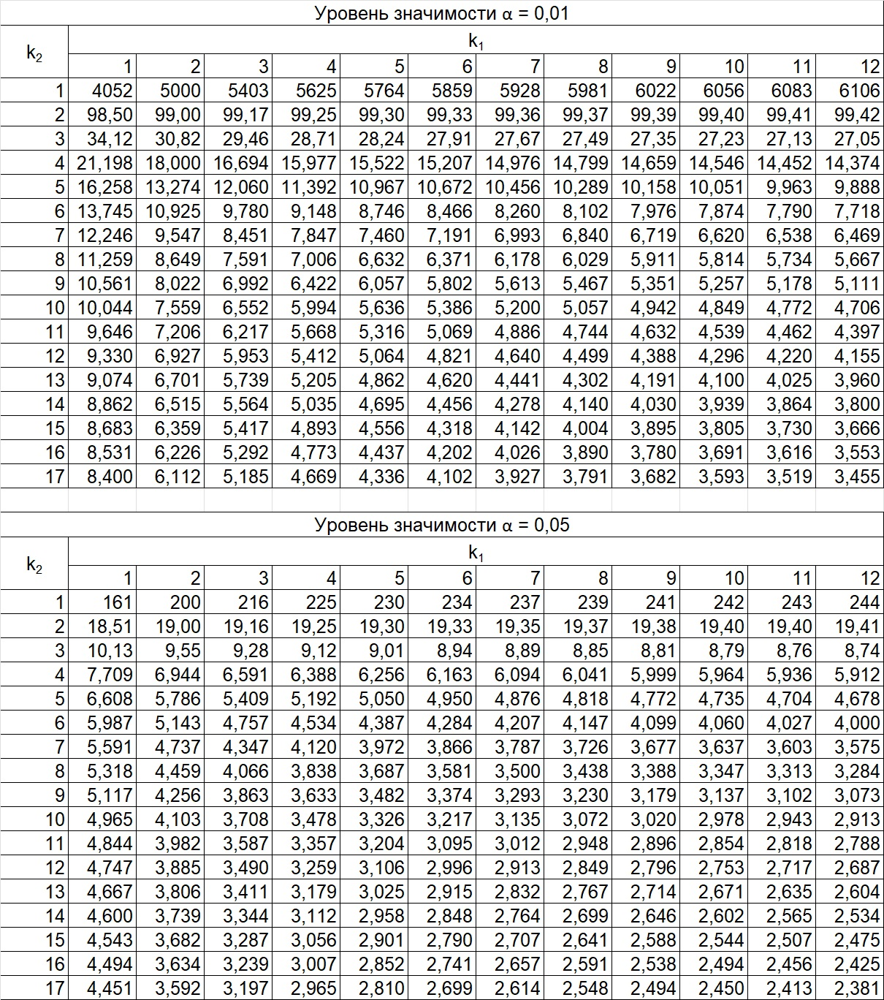 Уровень значимости α = 0,01
k2 k1
1 2 3 4 5 6 7 8 9 10 11 12
1 4052 5000 5403 5625 5764 5859 5928 5981 6022 6056 6083 6106
2 98,50 99,00 99,17 99,25 99,30 99,33 99,36 99,37 99,39 99,40 99,41 99,42
3 34,12 30,82 29,46 28,71 28,24 27,91 27,67 27,49 27,35 27,23 27,13 27,05
4 21,198 18,000 16,694 15,977 15,522 15,207 14,976 14,799 14,659 14,546 14,452 14,374
5 16,258 13,274 12,060 11,392 10,967 10,672 10,456 10,289 10,158 10,051 9,963 9,888
6 13,745 10,925 9,780 9,148 8,746 8,466 8,260 8,102 7,976 7,874 7,790 7,718
7 12,246 9,547 8,451 7,847 7,460 7,191 6,993 6,840 6,719 6,620 6,538 6,469
8 11,259 8,649 7,591 7,006 6,632 6,371 6,178 6,029 5,911 5,814 5,734 5,667
9 10,561 8,022 6,992 6,422 6,057 5,802 5,613 5,467 5,351 5,257 5,178 5,111
10 10,044 7,559 6,552 5,994 5,636 5,386 5,200 5,057 4,942 4,849 4,772 4,706
11 9,646 7,206 6,217 5,668 5,316 5,069 4,886 4,744 4,632 4,539 4,462 4,397
12 9,330 6,927 5,953 5,412 5,064 4,821 4,640 4,499 4,388 4,296 4,220 4,155
13 9,074 6,701 5,739 5,205 4,862 4,620 4,441 4,302 4,191 4,100 4,025 3,960
14 8,862 6,515 5,564 5,035 4,695 4,456 4,278 4,140 4,030 3,939 3,864 3,800
15 8,683 6,359 5,417 4,893 4,556 4,318 4,142 4,004 3,895 3,805 3,730 3,666
16 8,531 6,226 5,292 4,773 4,437 4,202 4,026 3,890 3,780 3,691 3,616 3,553
17 8,400 6,112 5,185 4,669 4,336 4,102 3,927 3,791 3,682 3,593 3,519 3,455
Уровень значимости α = 0,05
k2 k1
1 2 3 4 5 6 7 8 9 10 11 12
1 161 200 216 225 230 234 237 239 241 242 243 244
2 18,51 19,00 19,16 19,25 19,30 19,33 19,35 19,37 19,38 19,40 19,40 19,41
3 10,13 9,55 9,28 9,12 9,01 8,94 8,89 8,85 8,81 8,79 8,76 8,74
4 7,709 6,944 6,591 6,388 6,256 6,163 6,094 6,041 5,999 5,964 5,936 5,912
5 6,608 5,786 5,409 5,192 5,050 4,950 4,876 4,818 4,772 4,735 4,704 4,678
6 5,987 5,143 4,757 4,534 4,387 4,284 4,207 4,147 4,099 4,060 4,027 4,000
7 5,591 4,737 4,347 4,120 3,972 3,866 3,787 3,726 3,677 3,637 3,603 3,575
8 5,318 4,459 4,066 3,838 3,687 3,581 3,500 3,438 3,388 3,347 3,313 3,284
9 5,117 4,256 3,863 3,633 3,482 3,374 3,293 3,230 3,179 3,137 3,102 3,073
10 4,965 4,103 3,708 3,478 3,326 3,217 3,135 3,072 3,020 2,978 2,943 2,913
11 4,844 3,982 3,587 3,357 3,204 3,095 3,012 2,948 2,896 2,854 2,818 2,788
12 4,747 3,885 3,490 3,259 3,106 2,996 2,913 2,849 2,796 2,753 2,717 2,687
13 4,667 3,806 3,411 3,179 3,025 2,915 2,832 2,767 2,714 2,671 2,635 2,604
14 4,600 3,739 3,344 3,112 2,958 2,848 2,764 2,699 2,646 2,602 2,565 2,534
15 4,543 3,682 3,287 3,056 2,901 2,790 2,707 2,641 2,588 2,544 2,507 2,475
16 4,494 3,634 3,239 3,007 2,852 2,741 2,657 2,591 2,538 2,494 2,456 2,425
17 4,451 3,592 3,197 2,965 2,810 2,699 2,614 2,548 2,494 2,450 2,413 2,381